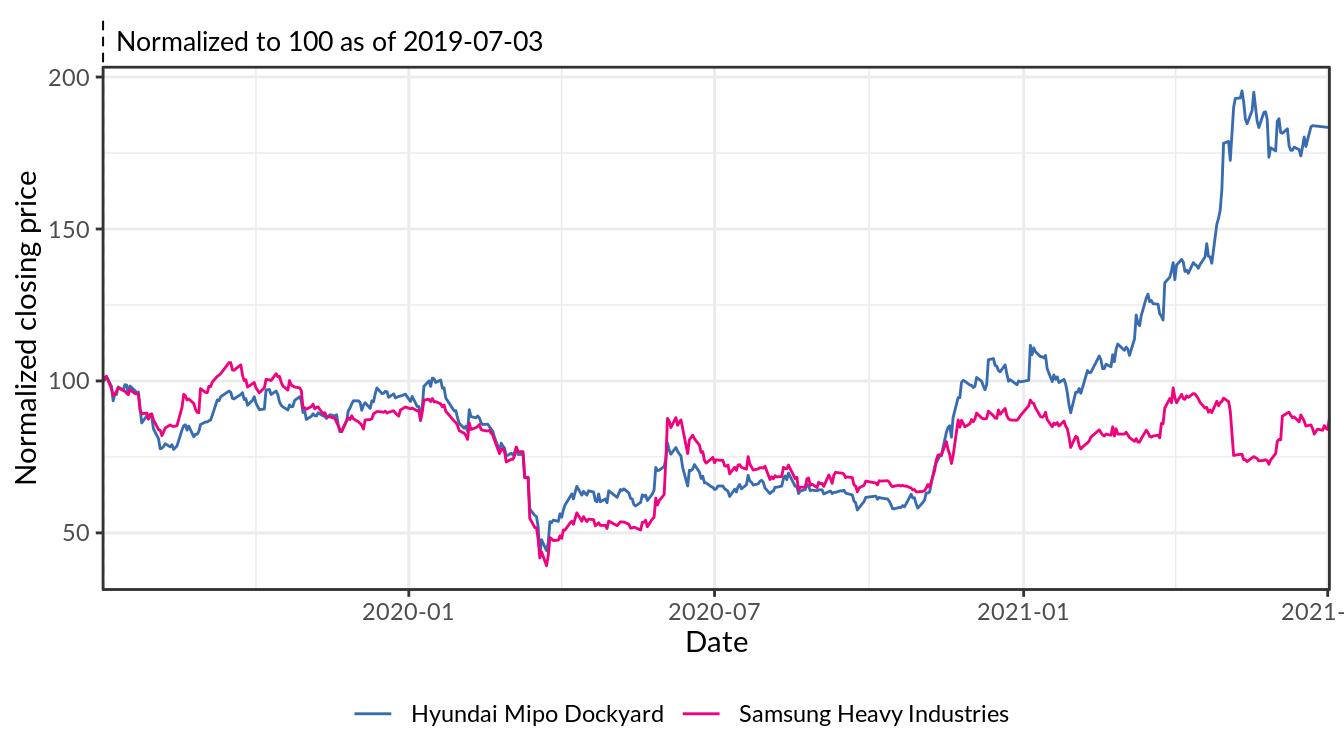 Normalized to 100 as of 2019-07-03
Normalized closing price
200
150
100
50
2020-01
2020-07
2021-01
2021-
Date
Hyundai Mipo Dockyard
Samsung Heavy Industries